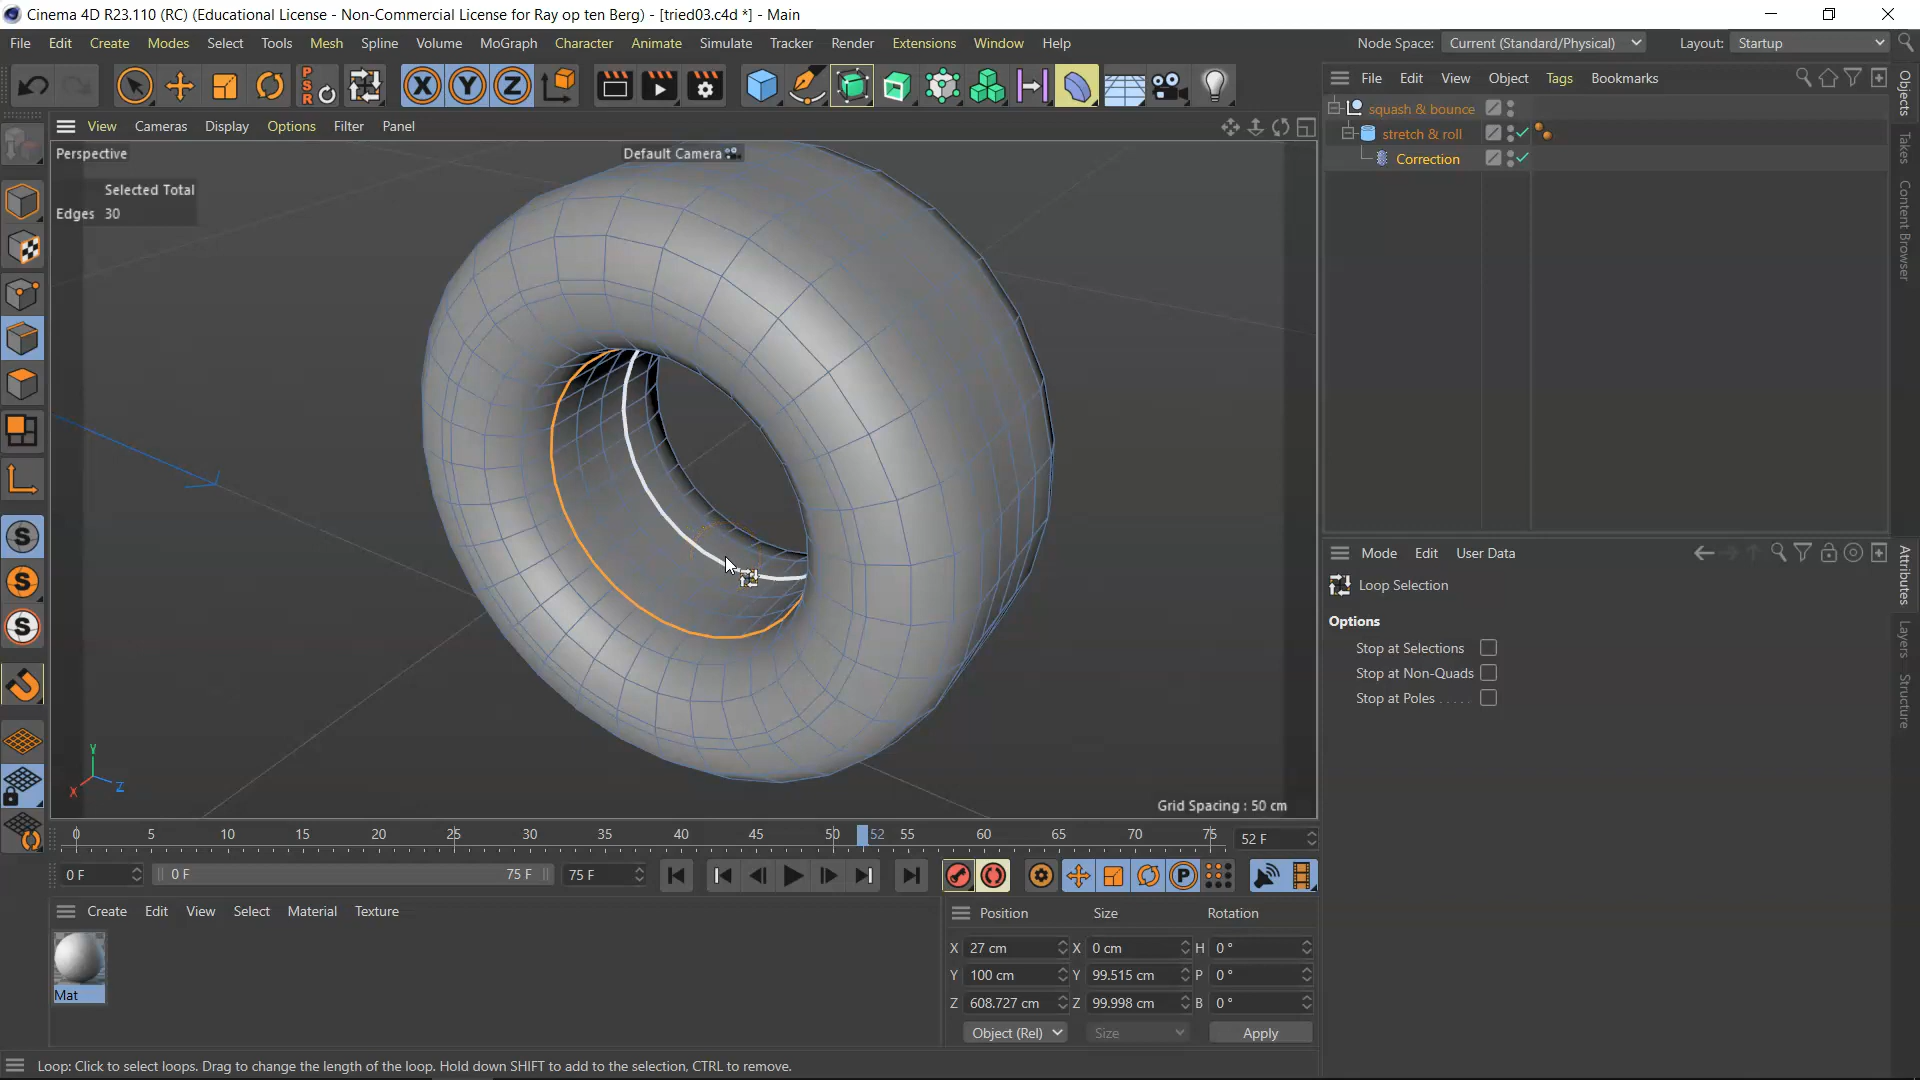 Cinema 4D R23.110 (RC) (Educational License - Non-Commercial License for Ray op ten Berg) - [tried03.c4d *] - Main
File Edit Create Modes Select Tools Mesh Spline Volume MoGraph Character Animate Simulate Tracker Render Extensions Window Help
Node Space: Current (Standard/Physical) Layout: Startup
P S R X Y Z
File Edit View Object Tags Bookmarks
squash & bounce
stretch & roll
Correction
Objects
Takes
Content Browser
View Cameras Display Options Filter Panel
Perspective
Default Camera
Selected Total
Edges 30
S
S
S
Y
X
Z
Grid Spacing : 50 cm
Mode Edit User Data
Loop Selection
Options
Stop at Selections
Stop at Non-Quads
Stop at Poles . . . . .
Attributes
Layers
Structure
0 5 10 15 20 25 30 35 40 45 50 52 55 60 65 70 75 52 F
0 F 0 F 75 F 75 F P
Create Edit View Select Material Texture
Mat
Position Size Rotation
X 27 cm X 0 cm H 0 °
Y 100 cm Y 99.515 cm P 0 °
Z 608.727 cm Z 99.998 cm B 0 °
Object (Rel) Size Apply
Loop: Click to select loops. Drag to change the length of the loop. Hold down SHIFT to add to the selection, CTRL to remove.